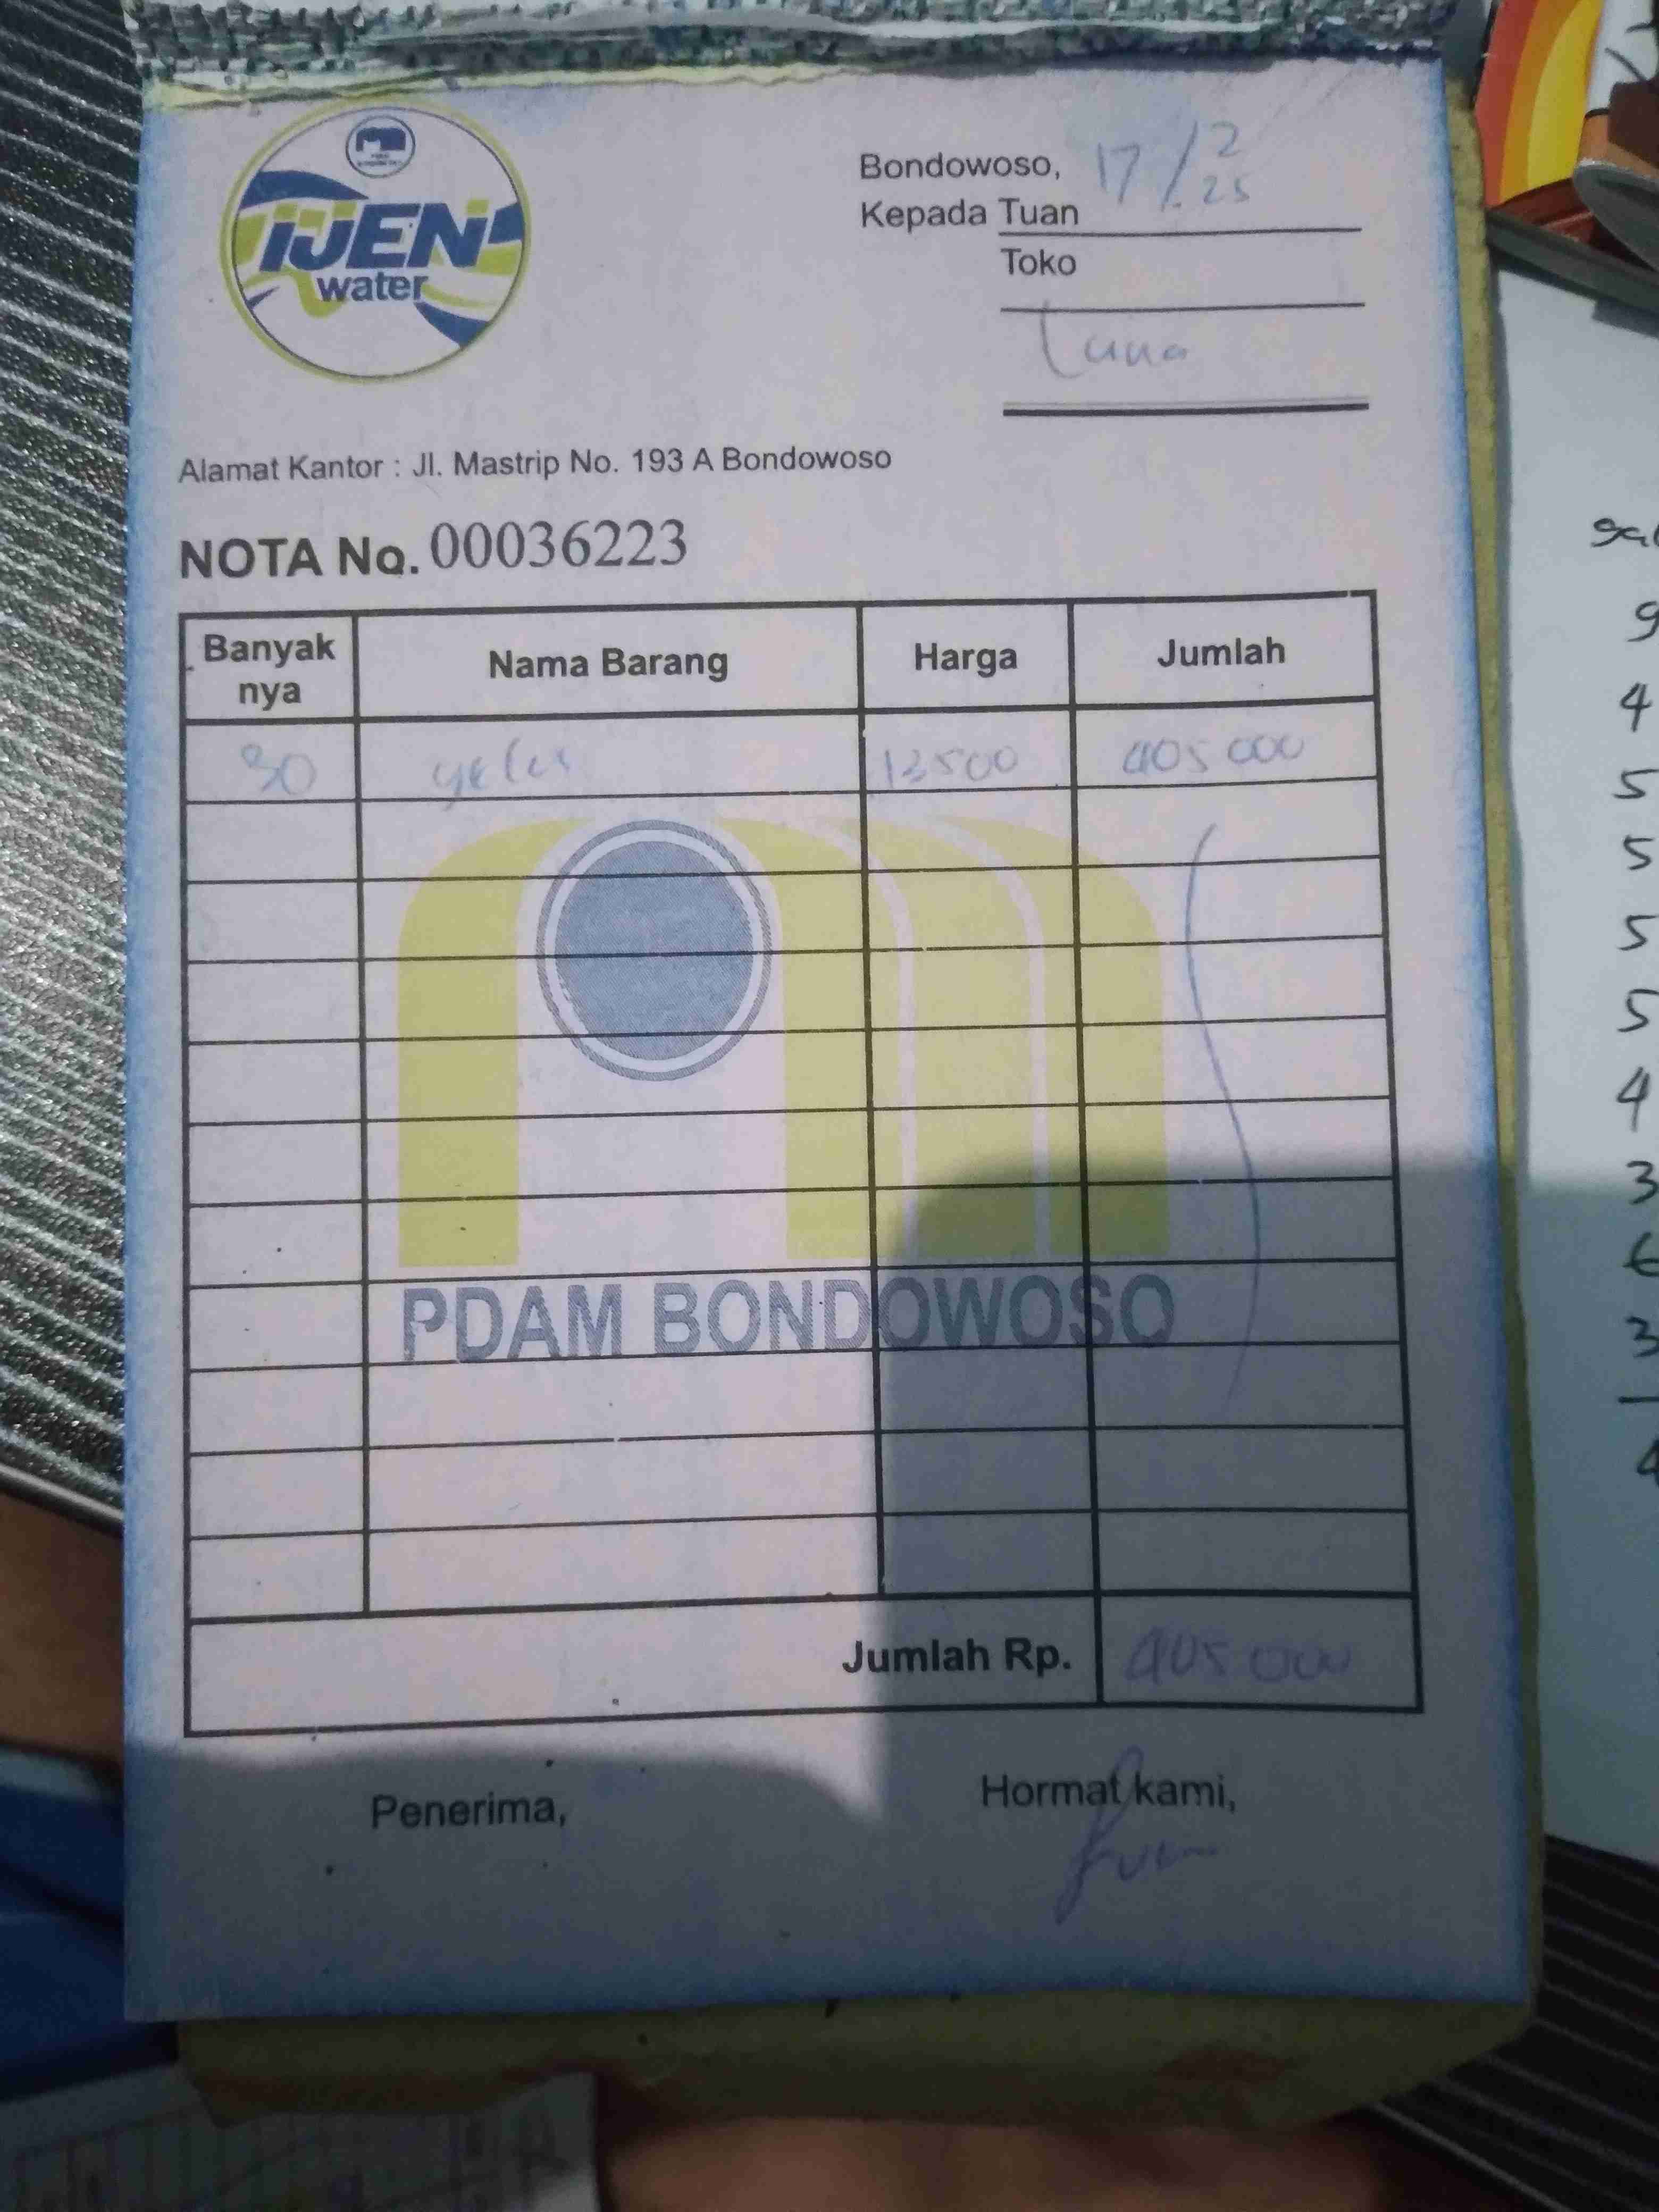 IJEN
water
Bondowoso, 17/2 25
Kepada Tuan
Toko
Luna
Alamat Kantor : Jl. Mastrip No. 193 A Bondowoso
NOTA No. 00036223
Banyak nya Nama Barang Harga Jumlah
30 gelas 13500 405 000
PDAM BONDOWOSO
Jumlah Rp. 405 000
Penerima, Hormat kami,
9
4
5
5
5
5
4
3
6
3